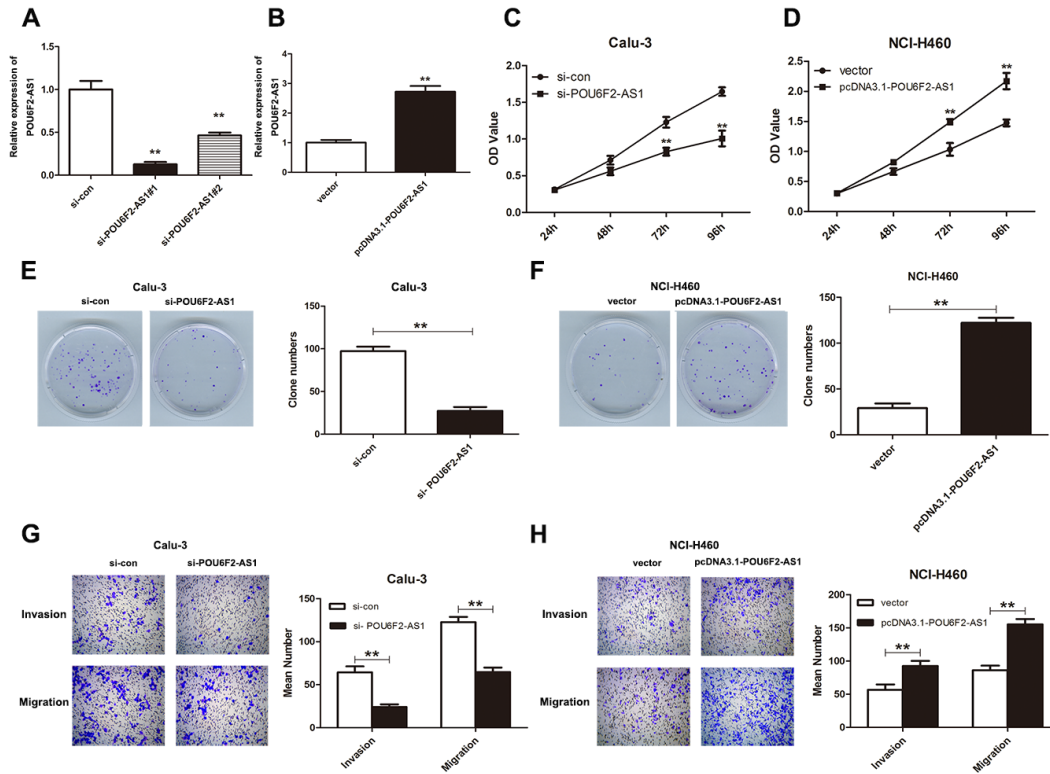 A
Relative expression of
POU6F2-AS1
1.5
1.0
0.5
0.0
**
**
si-con
si-POU6F2-AS1#1
si-POU6F2-AS1#2
B
Relative expression of
POU6F2-AS1
4
3
2
1
0
**
vector
pcDNA3.1-POU6F2-AS1
C
Calu-3
OD Value
2.0
1.5
1.0
0.5
0.0
si-con
si-POU6F2-AS1
**
**
24h
48h
72h
96h
D
NCI-H460
OD Value
2.5
2.0
1.5
1.0
0.5
0.0
vector
pcDNA3.1-POU6F2-AS1
**
**
24h
48h
72h
96h
E
Calu-3
si-con
si-POU6F2-AS1
Calu-3
Clone numbers
150
100
50
0
**
si-con
si- POU6F2-AS1
F
NCI-H460
vector
pcDNA3.1-POU6F2-AS1
NCI-H460
Clone numbers
150
100
50
0
**
vector
pcDNA3.1-POU6F2-AS1
G
Calu-3
si-con
si-POU6F2-AS1
Invasion
Migration
Calu-3
Mean Number
150
100
50
0
si-con
si- POU6F2-AS1
**
**
Invasion
Migration
H
NCI-H460
vector
pcDNA3.1-POU6F2-AS1
Invasion
Migration
NCI-H460
Mean Number
200
150
100
50
0
vector
pcDNA3.1-POU6F2-AS1
**
**
Invasion
Migration